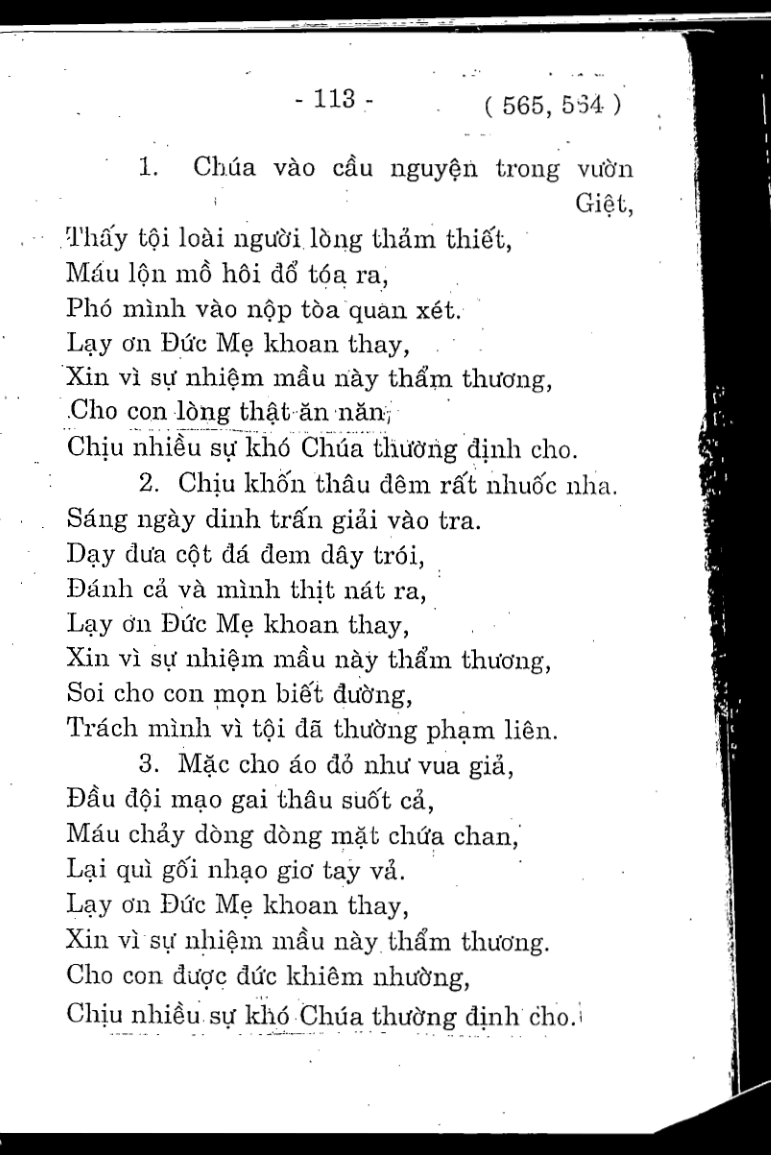 - 113 - ( 565, 564 )
1. Chúa vào cầu nguyện trong vườn
Giệt,
Thấy tội loài người lòng thảm thiết,
Máu lộn mồ hôi đổ tóa ra,
Phó mình vào nộp tòa quan xét.
Lạy ơn Đức Mẹ khoan thay,
Xin vì sự nhiệm mầu này thẩm thương,
Cho con lòng thật ăn năn,
Chịu nhiều sự khó Chúa thường định cho.
2. Chịu khốn thâu đêm rất nhuốc nha.
Sáng ngày dinh trấn giải vào tra.
Dạy đưa cột đá đem dây trói,
Đánh cả và mình thịt nát ra,
Lạy ơn Đức Mẹ khoan thay,
Xin vì sự nhiệm mầu này thẩm thương,
Soi cho con mọn biết đường,
Trách mình vì tội đã thường phạm liên.
3. Mặc cho áo đỏ như vua giả,
Đầu đội mạo gai thâu suốt cả,
Máu chảy dòng dòng mặt chứa chan,
Lại quì gối nhạo giơ tay vả.
Lạy ơn Đức Mẹ khoan thay,
Xin vì sự nhiệm mầu này thẩm thương.
Cho con được đức khiêm nhường,
Chịu nhiều sự khó Chúa thường định cho.